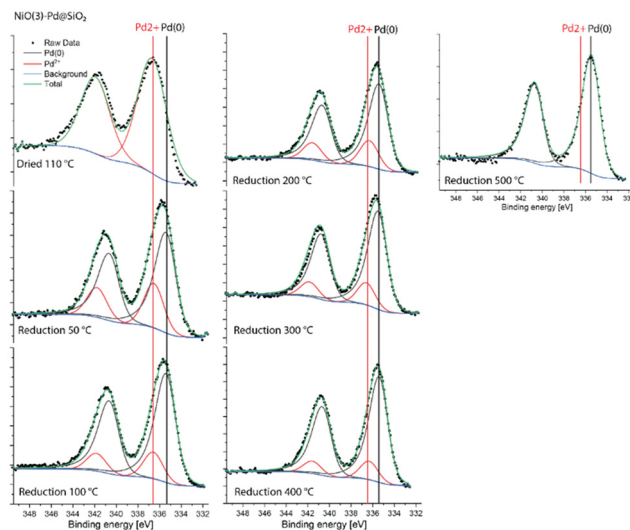 NiO(3)-Pd@SiO₂
Pd2+ Pd(0)
Raw Data
Pd(0)
Pd²⁺
Background
Total
Dried 110 °C
Reduction 50 °C
Reduction 100 °C
348 346 344 342 340 338 336 334 332
Binding energy [eV]
Pd2+ Pd(0)
Reduction 200 °C
Reduction 300 °C
Reduction 400 °C
348 346 344 342 340 338 336 334 332
Binding energy [eV]
Pd2+ Pd(0)
Reduction 500 °C
348 346 344 342 340 338 336 334 332
Binding energy [eV]